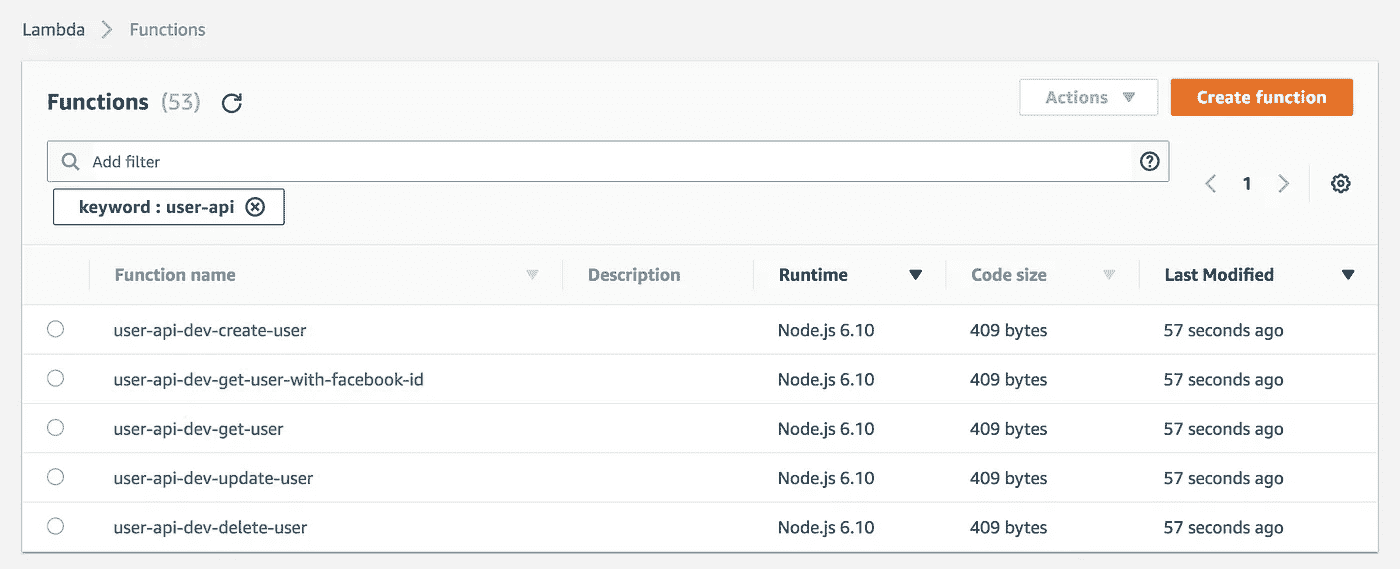 Lambda > Functions
Functions (53)
Actions
Create function
Add filter
1
keyword : user-api
Function name Description Runtime Code size Last Modified
user-api-dev-create-user Node.js 6.10 409 bytes 57 seconds ago
user-api-dev-get-user-with-facebook-id Node.js 6.10 409 bytes 57 seconds ago
user-api-dev-get-user Node.js 6.10 409 bytes 57 seconds ago
user-api-dev-update-user Node.js 6.10 409 bytes 57 seconds ago
user-api-dev-delete-user Node.js 6.10 409 bytes 57 seconds ago